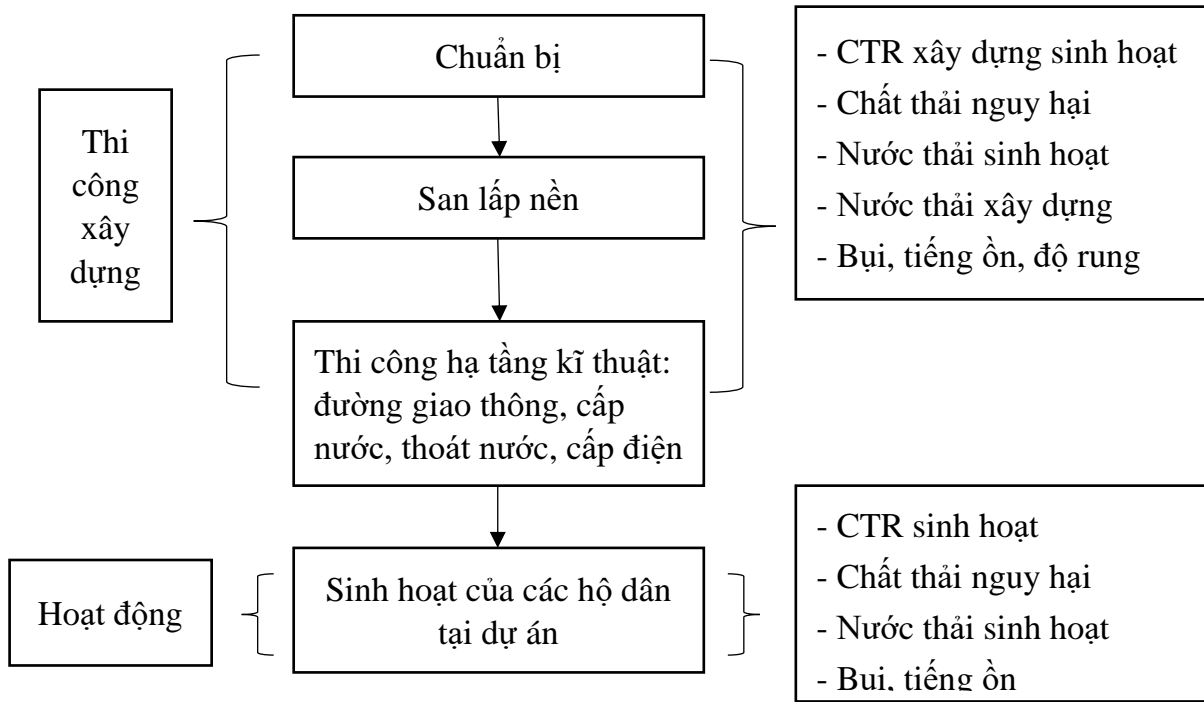 Thi
công
xây
dựng
Chuẩn bị
San lấp nền
Thi công hạ tầng kĩ thuật:
đường giao thông, cấp
nước, thoát nước, cấp điện
- CTR xây dựng sinh hoạt
- Chất thải nguy hại
- Nước thải sinh hoạt
- Nước thải xây dựng
- Bụi, tiếng ồn, độ rung
Hoạt động
Sinh hoạt của các hộ dân
tại dự án
- CTR sinh hoạt
- Chất thải nguy hại
- Nước thải sinh hoạt
- Bụi, tiếng ồn